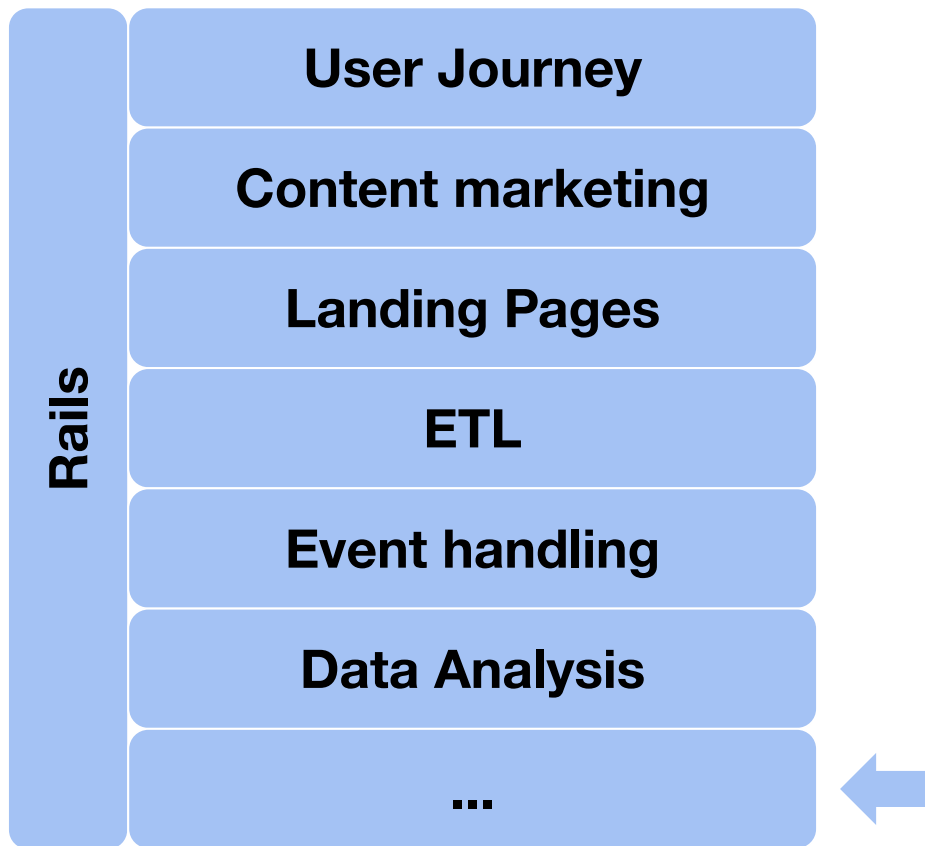 Rails
User Journey
Content marketing
Landing Pages
ETL
Event handling
Data Analysis
...